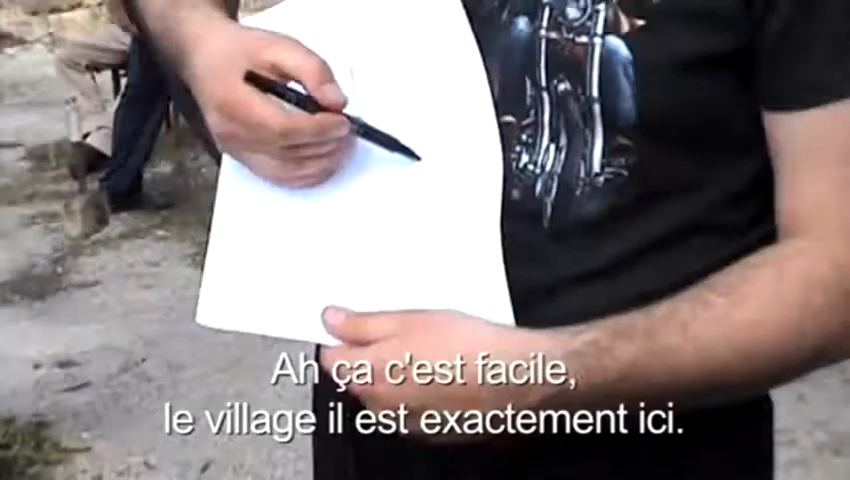 Ah ça c'est facile,
le village il est exactement ici.